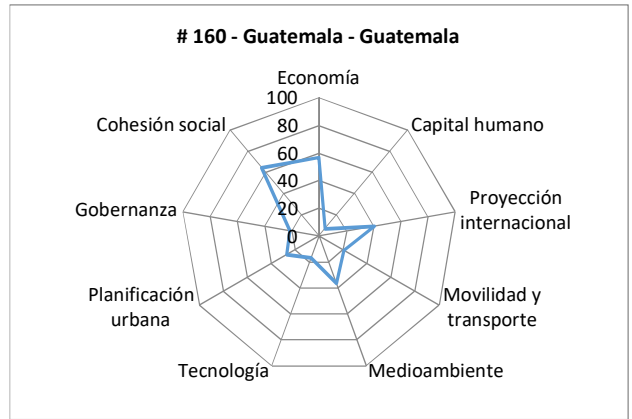 # 160 - Guatemala - Guatemala
Economía
100
80
60
40
20
0
Capital humano
Proyección
internacional
Movilidad y
transporte
Medioambiente
Tecnología
Planificación
urbana
Gobernanza
Cohesión social